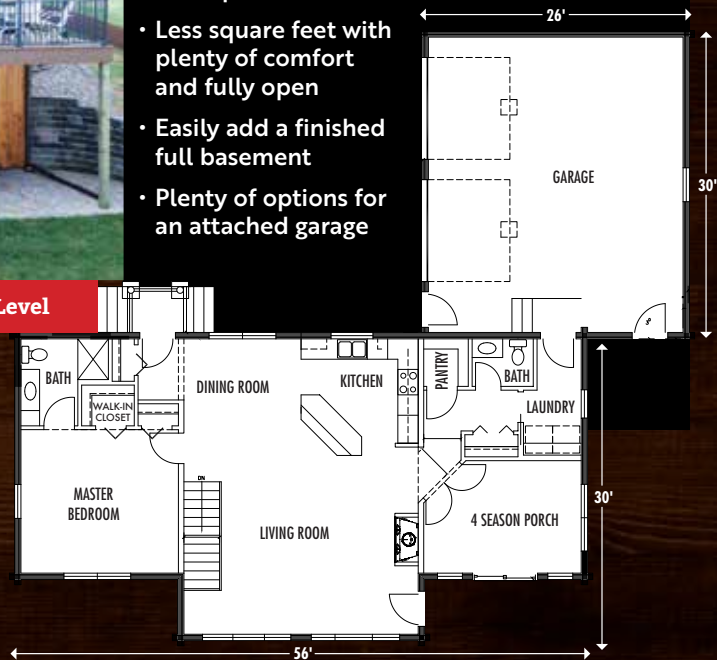 • Less square feet with
plenty of comfort
and fully open
• Easily add a finished
full basement
• Plenty of options for
an attached garage
Level
26'
GARAGE
30'
BATH
WALK-IN
CLOSET
DINING ROOM
KITCHEN
PANTRY
BATH
LAUNDRY
MASTER
BEDROOM
DN
LIVING ROOM
4 SEASON PORCH
30'
56'